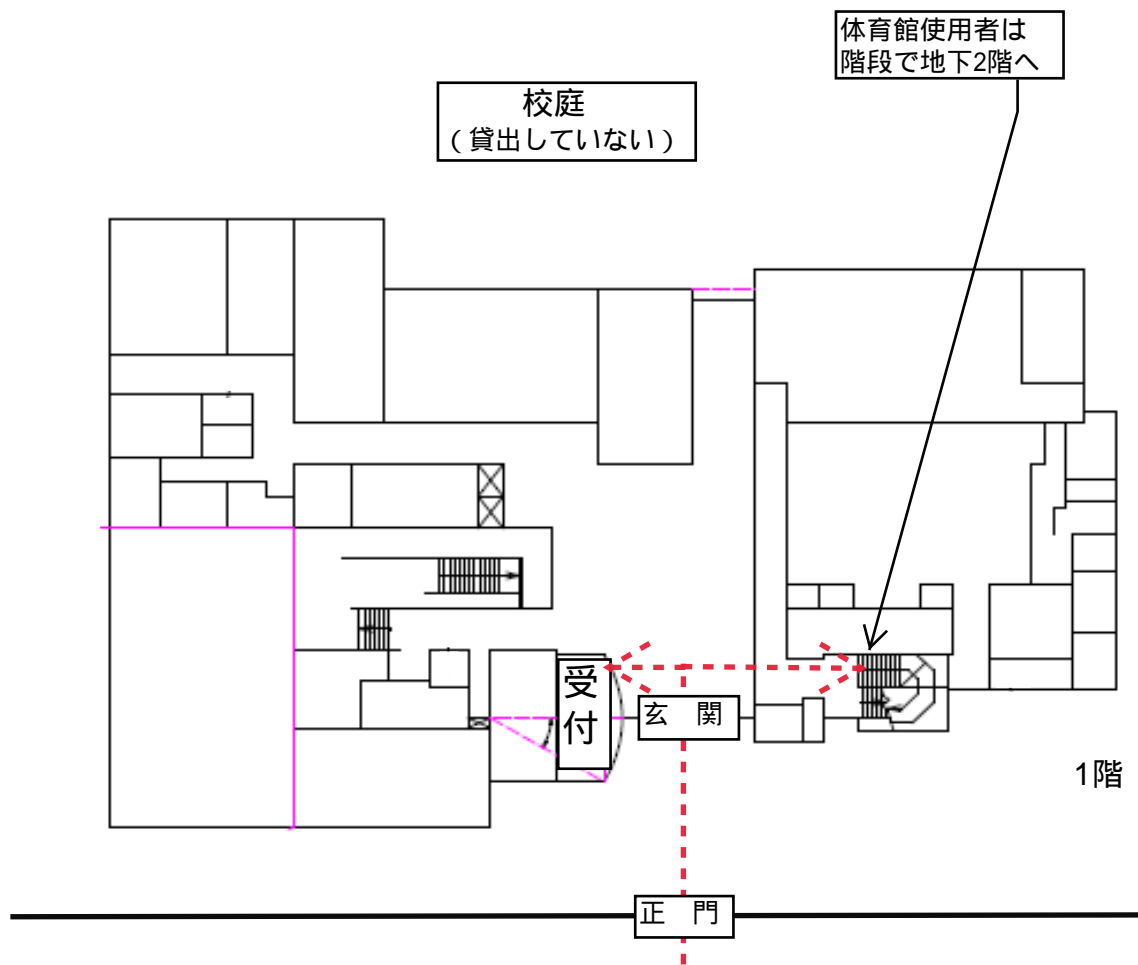 体育館使用者は
階段で地下2階へ
校庭
（貸出していない）
受
付
玄　関
1階
正　門